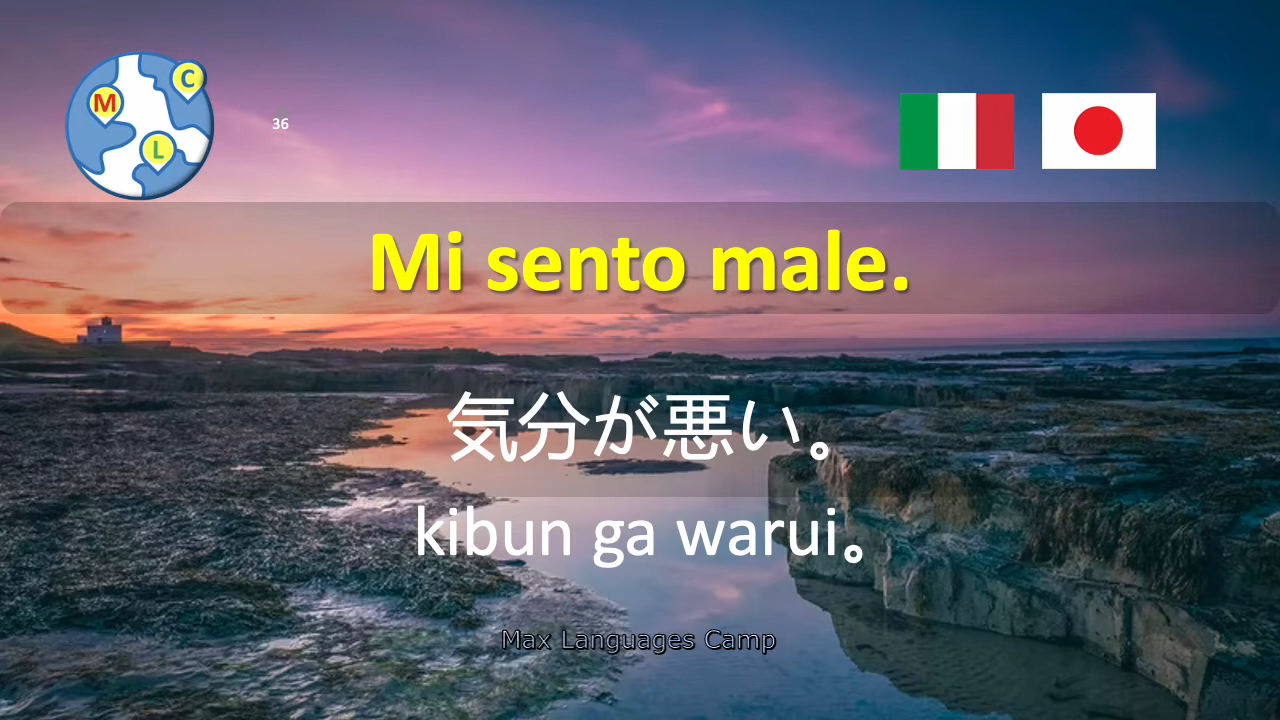 M
C
L
36
Mi sento male.
気分が悪い。
kibun ga warui。
Max Languages Camp